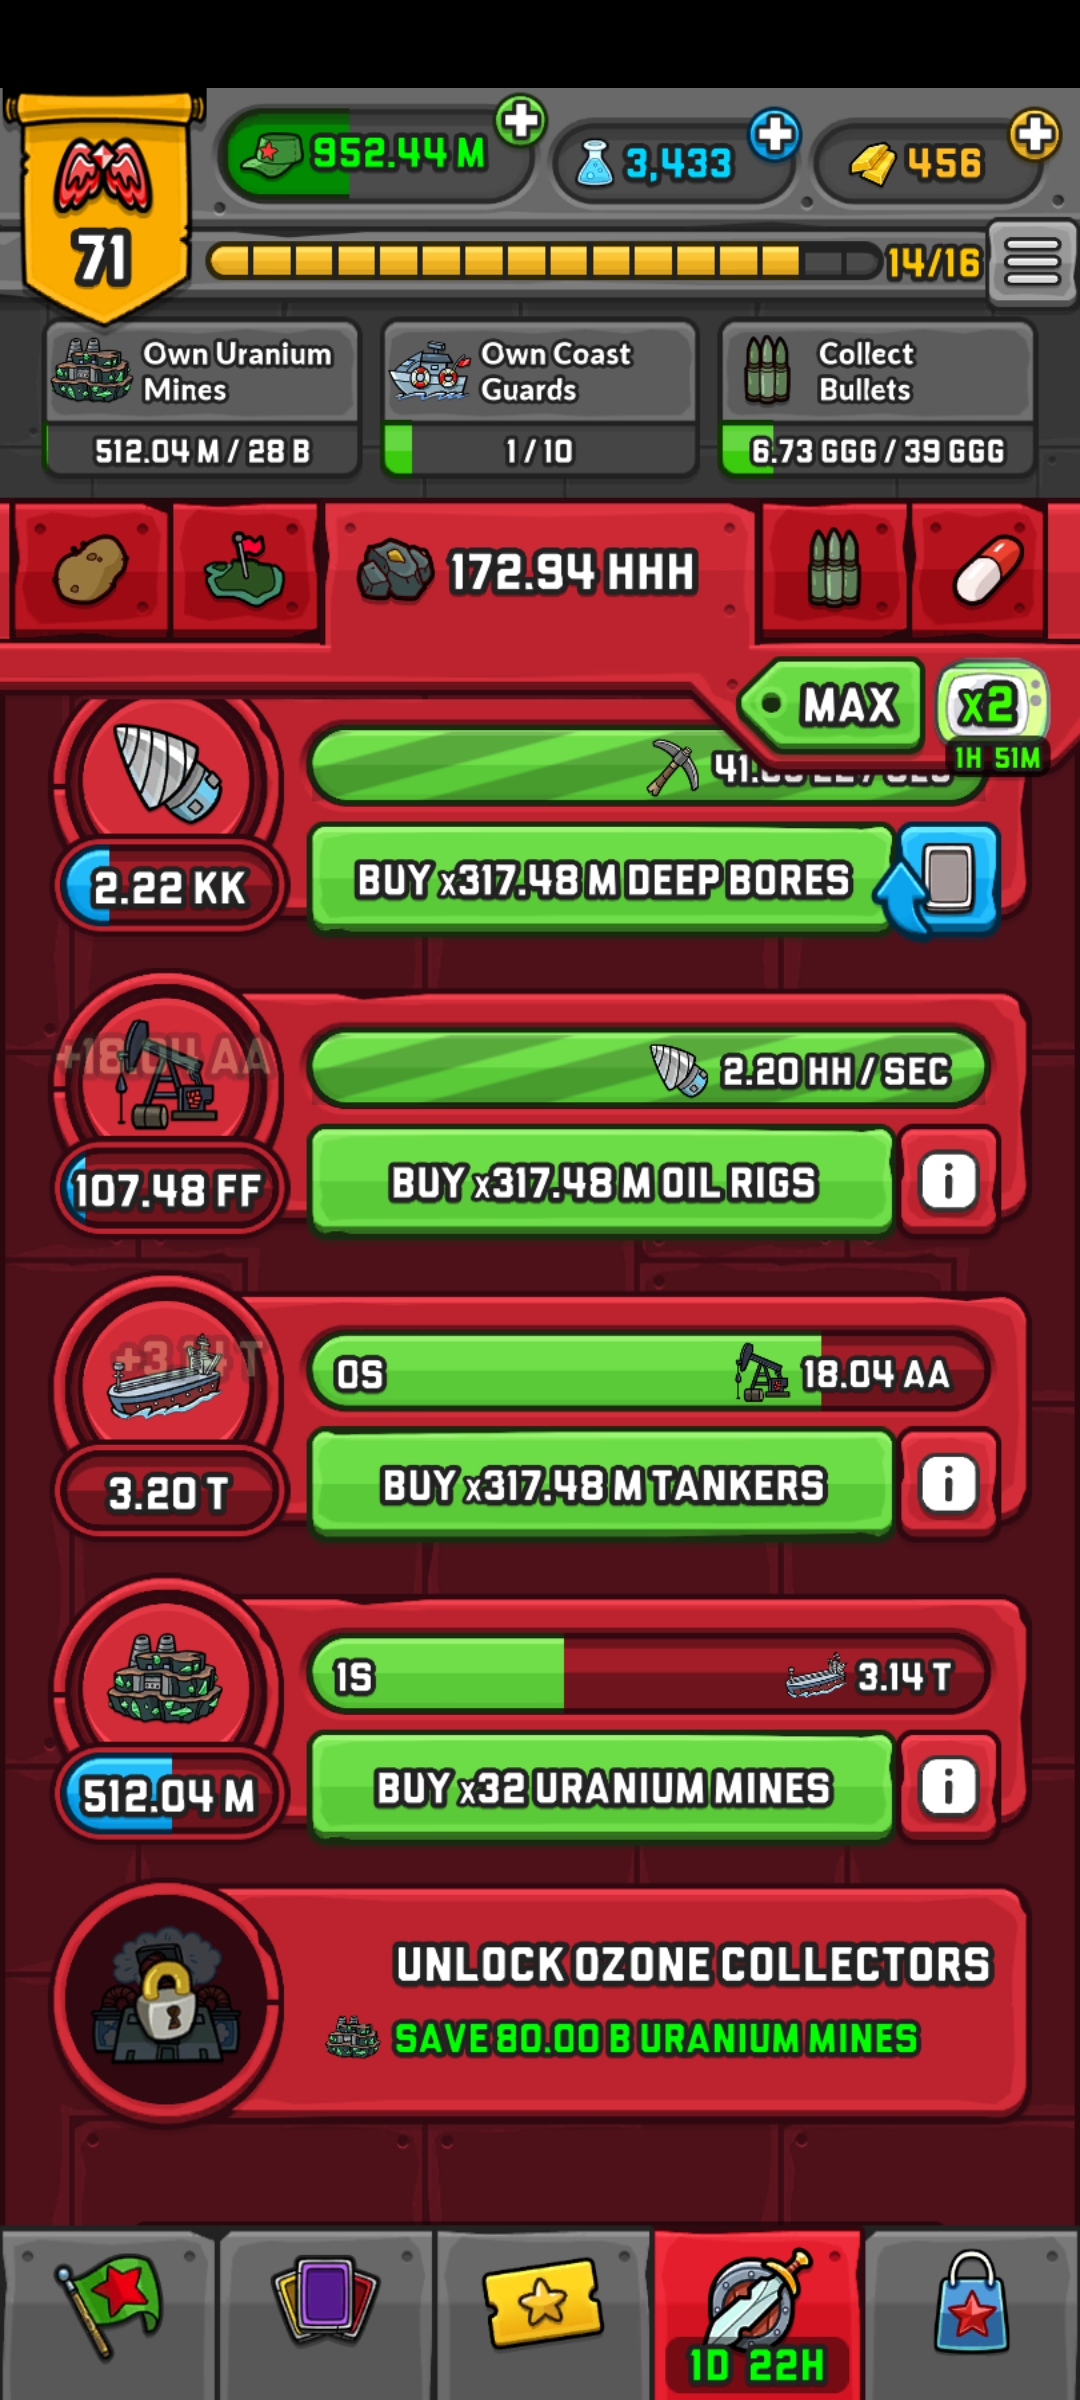 952.44 M
3,433
456
71
14/16
Own Uranium Mines
Own Coast Guards
Collect Bullets
512.04 M / 28 B
1 / 10
6.73 GGG / 39 GGG
172.94 HHH
MAX
x2
1H 51M
2.22 KK
BUY x317.48 M DEEP BORES
+18.04 AA
2.20 HH / SEC
107.48 FF
BUY x317.48 M OIL RIGS
+3.14 T
0S
18.04 AA
3.20 T
BUY x317.48 M TANKERS
1S
3.14 T
512.04 M
BUY x32 URANIUM MINES
UNLOCK OZONE COLLECTORS
SAVE 80.00 B URANIUM MINES
1D 22H